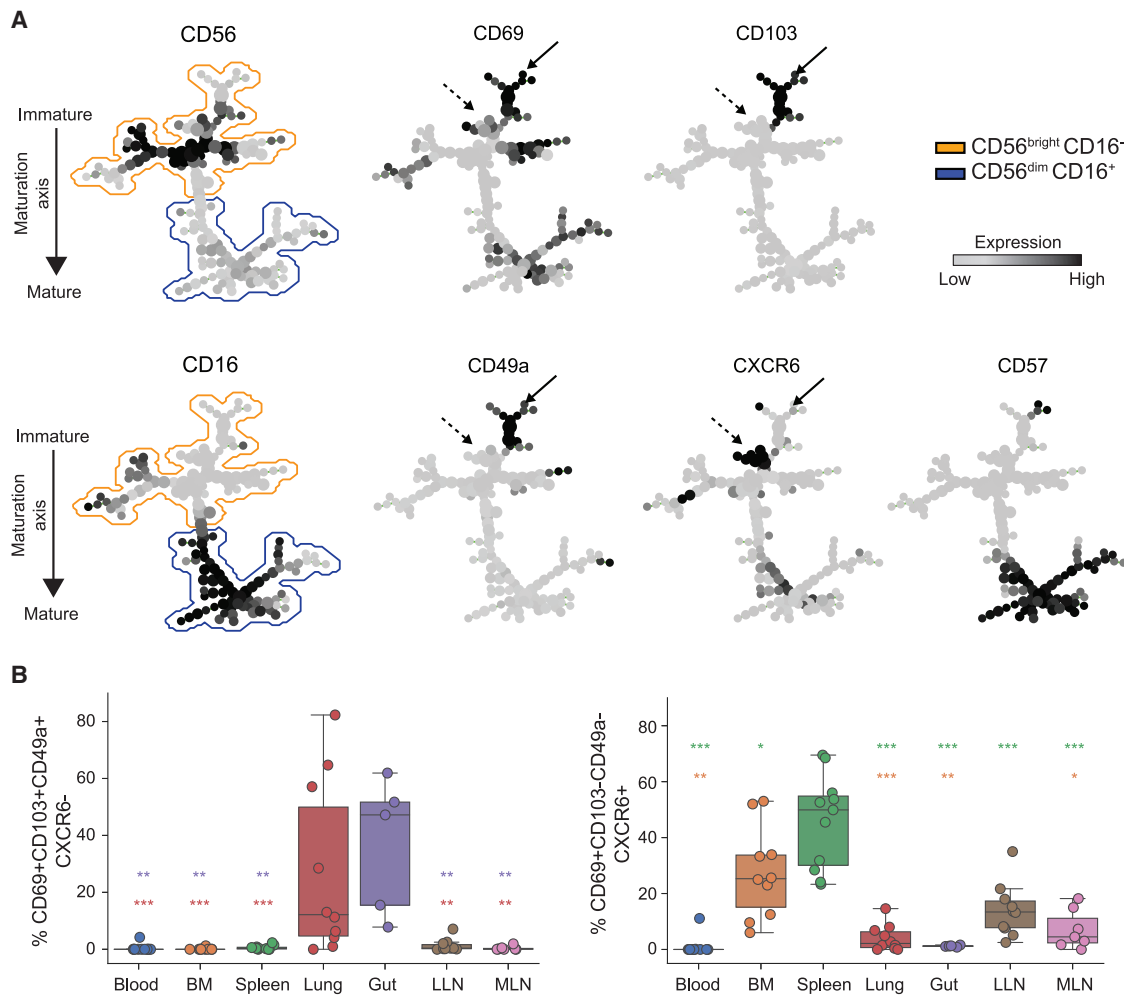 A
CD56
CD69
CD103
Immature
Maturation
axis
Mature
CD56bright CD16-
CD56dim CD16+
Expression
Low
High
CD16
CD49a
CXCR6
CD57
Immature
Maturation
axis
Mature
B
% CD69+CD103+CD49a+
CXCR6-
80
60
40
20
0
** ** ** ** **
*** *** *** ** **
Blood BM Spleen Lung Gut LLN MLN
% CD69+CD103-CD49a-
CXCR6+
80
60
40
20
0
*** * *** *** *** ***
** *** ** *
Blood BM Spleen Lung Gut LLN MLN